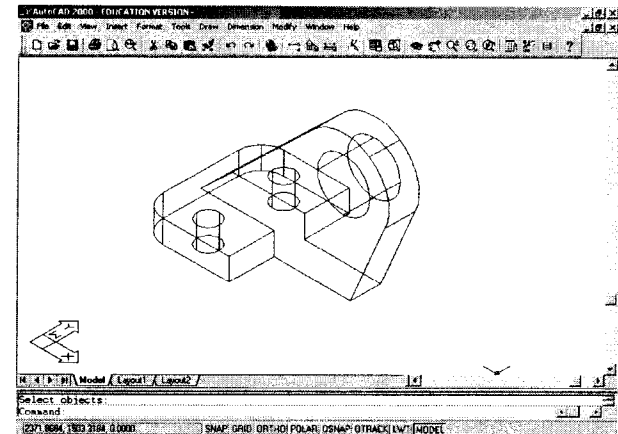 AutoCAD 2000 EDUCATION VERSION -
File Edit View Insert Format Tools Draw Dimension Modify Window Help
Model / Layout1 / Layout2 /
Select objects:
Command:
SNAP GRID ORTHO POLAR OSNAP OTRACK LWT MODEL